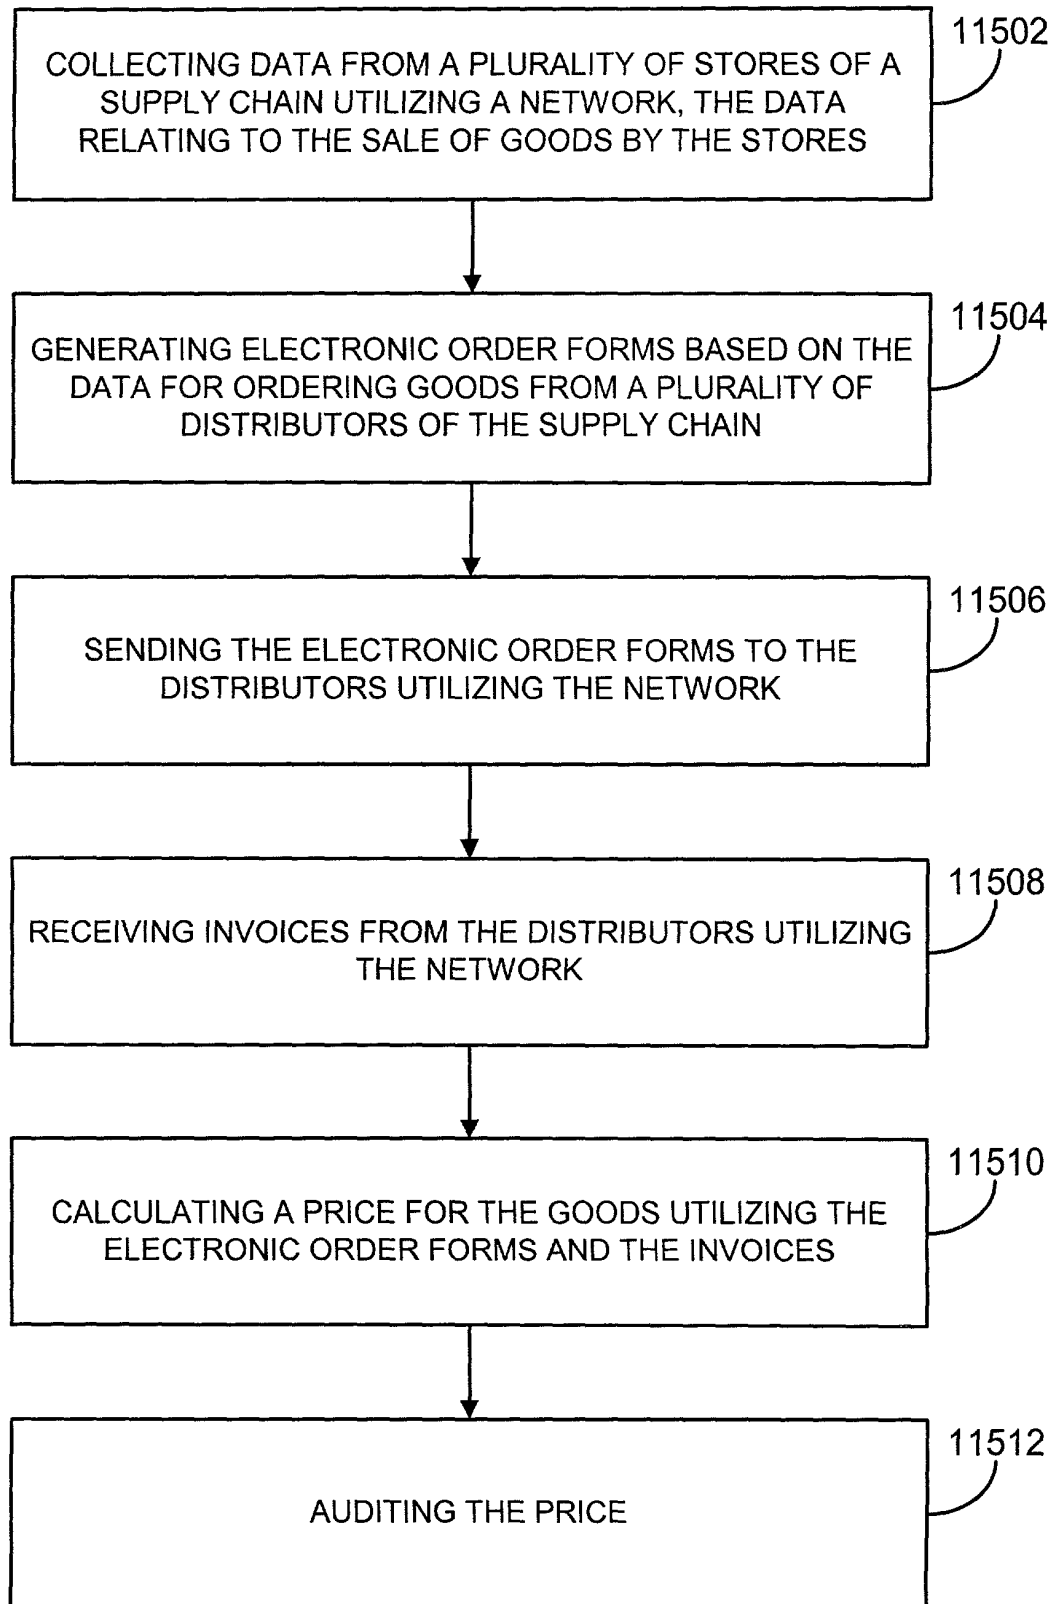 11502
COLLECTING DATA FROM A PLURALITY OF STORES OF A
SUPPLY CHAIN UTILIZING A NETWORK, THE DATA
RELATING TO THE SALE OF GOODS BY THE STORES
11504
GENERATING ELECTRONIC ORDER FORMS BASED ON THE
DATA FOR ORDERING GOODS FROM A PLURALITY OF
DISTRIBUTORS OF THE SUPPLY CHAIN
11506
SENDING THE ELECTRONIC ORDER FORMS TO THE
DISTRIBUTORS UTILIZING THE NETWORK
11508
RECEIVING INVOICES FROM THE DISTRIBUTORS UTILIZING
THE NETWORK
11510
CALCULATING A PRICE FOR THE GOODS UTILIZING THE
ELECTRONIC ORDER FORMS AND THE INVOICES
11512
AUDITING THE PRICE